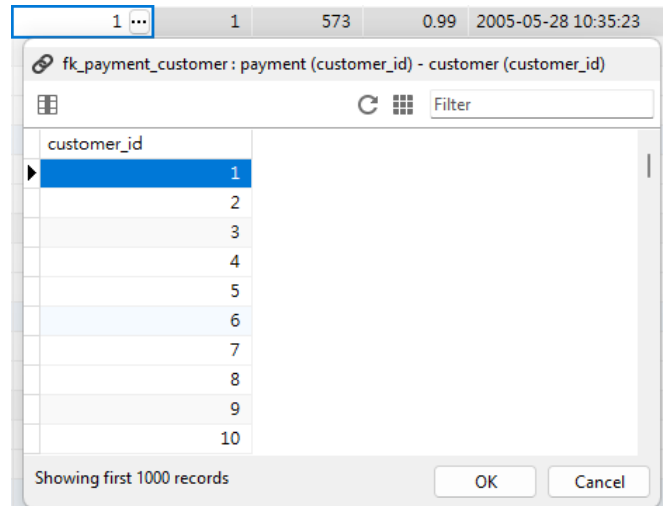 1 ... 1 573 0.99 2005-05-28 10:35:23
fk_payment_customer : payment (customer_id) - customer (customer_id)
Filter
customer_id
1
2
3
4
5
6
7
8
9
10
Showing first 1000 records
OK Cancel